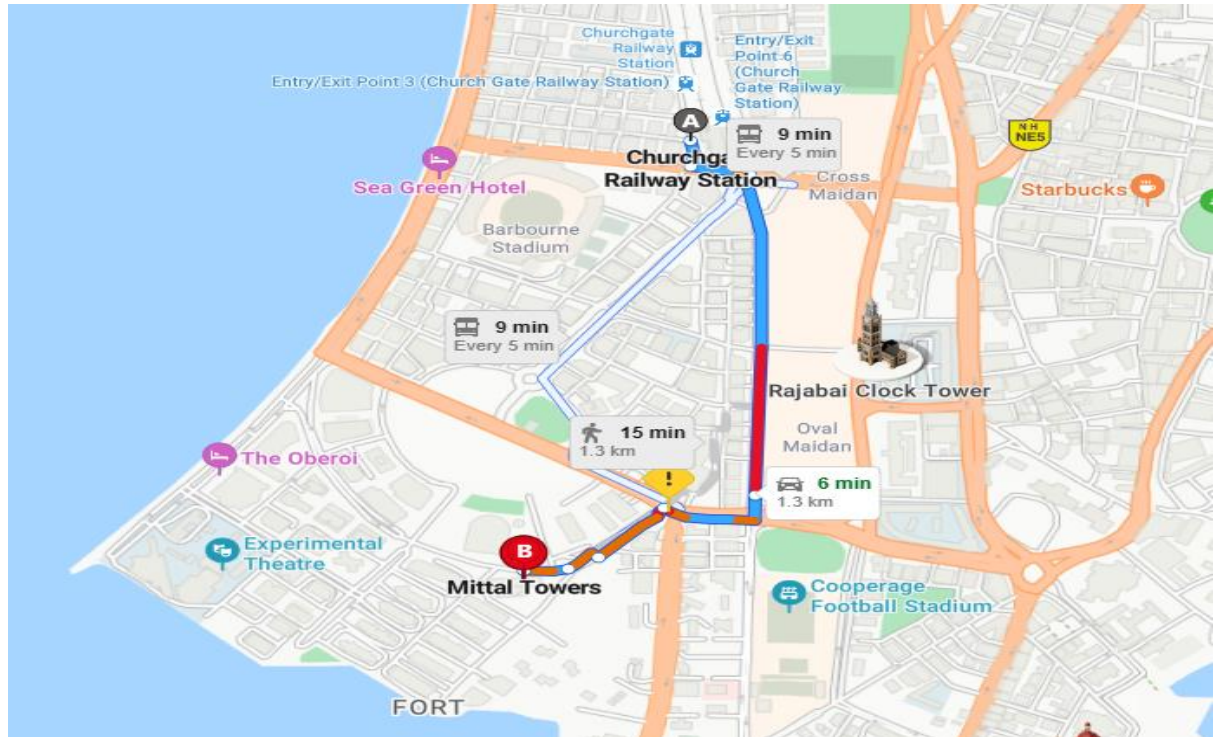 Churchgate
Railway
Station
Entry/Exit
Point 6
(Church
Gate Railway
Station)
Entry/Exit Point 3 (Church Gate Railway Station)
A
9 min
Every 5 min
NH
NE5
Railway Station
Cross
Maidan
Sea Green Hotel
Starbucks
Barbourne
Stadium
9 min
Every 5 min
Rajabai Clock Tower
15 min
1.3 km
Oval
Maidan
The Oberoi
!
6 min
1.3 km
B
Experimental
Theatre
Mittal Towers
Cooperage
Football Stadium
FORT